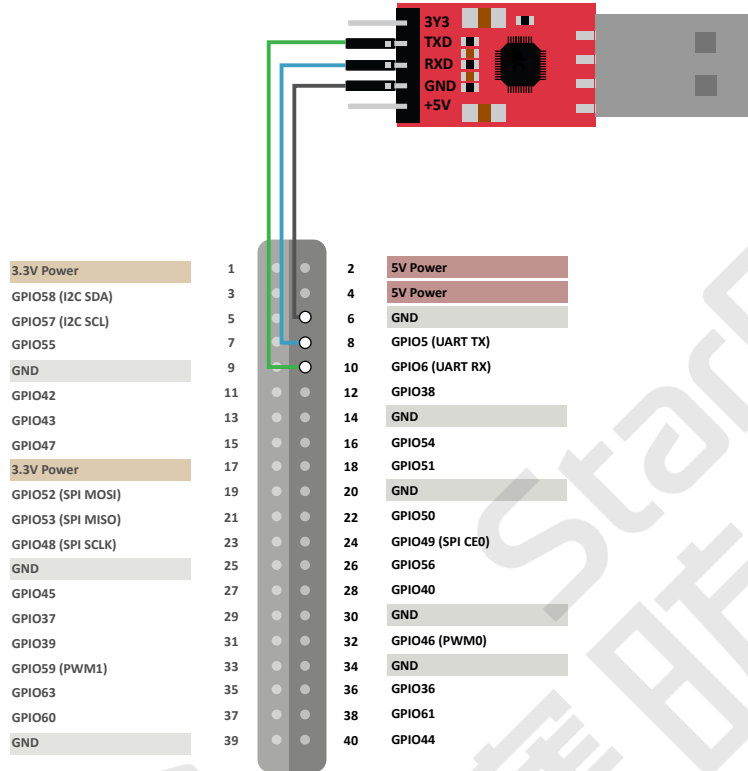 3Y3
TXD
RXD
GND
+5V
3.3V Power 1 2 5V Power
GPIO58 (I2C SDA) 3 4 5V Power
GPIO57 (I2C SCL) 5 6 GND
GPIO55 7 8 GPIO5 (UART TX)
GND 9 10 GPIO6 (UART RX)
GPIO42 11 12 GPIO38
GPIO43 13 14 GND
GPIO47 15 16 GPIO54
3.3V Power 17 18 GPIO51
GPIO52 (SPI MOSI) 19 20 GND
GPIO53 (SPI MISO) 21 22 GPIO50
GPIO48 (SPI SCLK) 23 24 GPIO49 (SPI CE0)
GND 25 26 GPIO56
GPIO45 27 28 GPIO40
GPIO37 29 30 GND
GPIO39 31 32 GPIO46 (PWM0)
GPIO59 (PWM1) 33 34 GND
GPIO63 35 36 GPIO36
GPIO60 37 38 GPIO61
GND 39 40 GPIO44